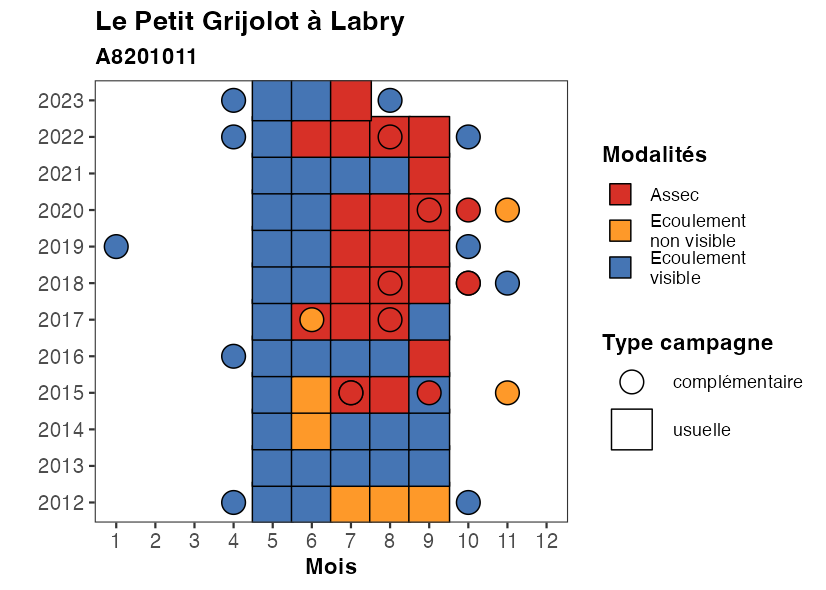 Le Petit Grijolot à Labry
A8201011
2023
2022
2021
2020
2019
2018
2017
2016
2015
2014
2013
2012
1 2 3 4 5 6 7 8 9 10 11 12
Mois
Modalités
Assec
Ecoulement
non visible
Ecoulement
visible
Type campagne
complémentaire
usuelle